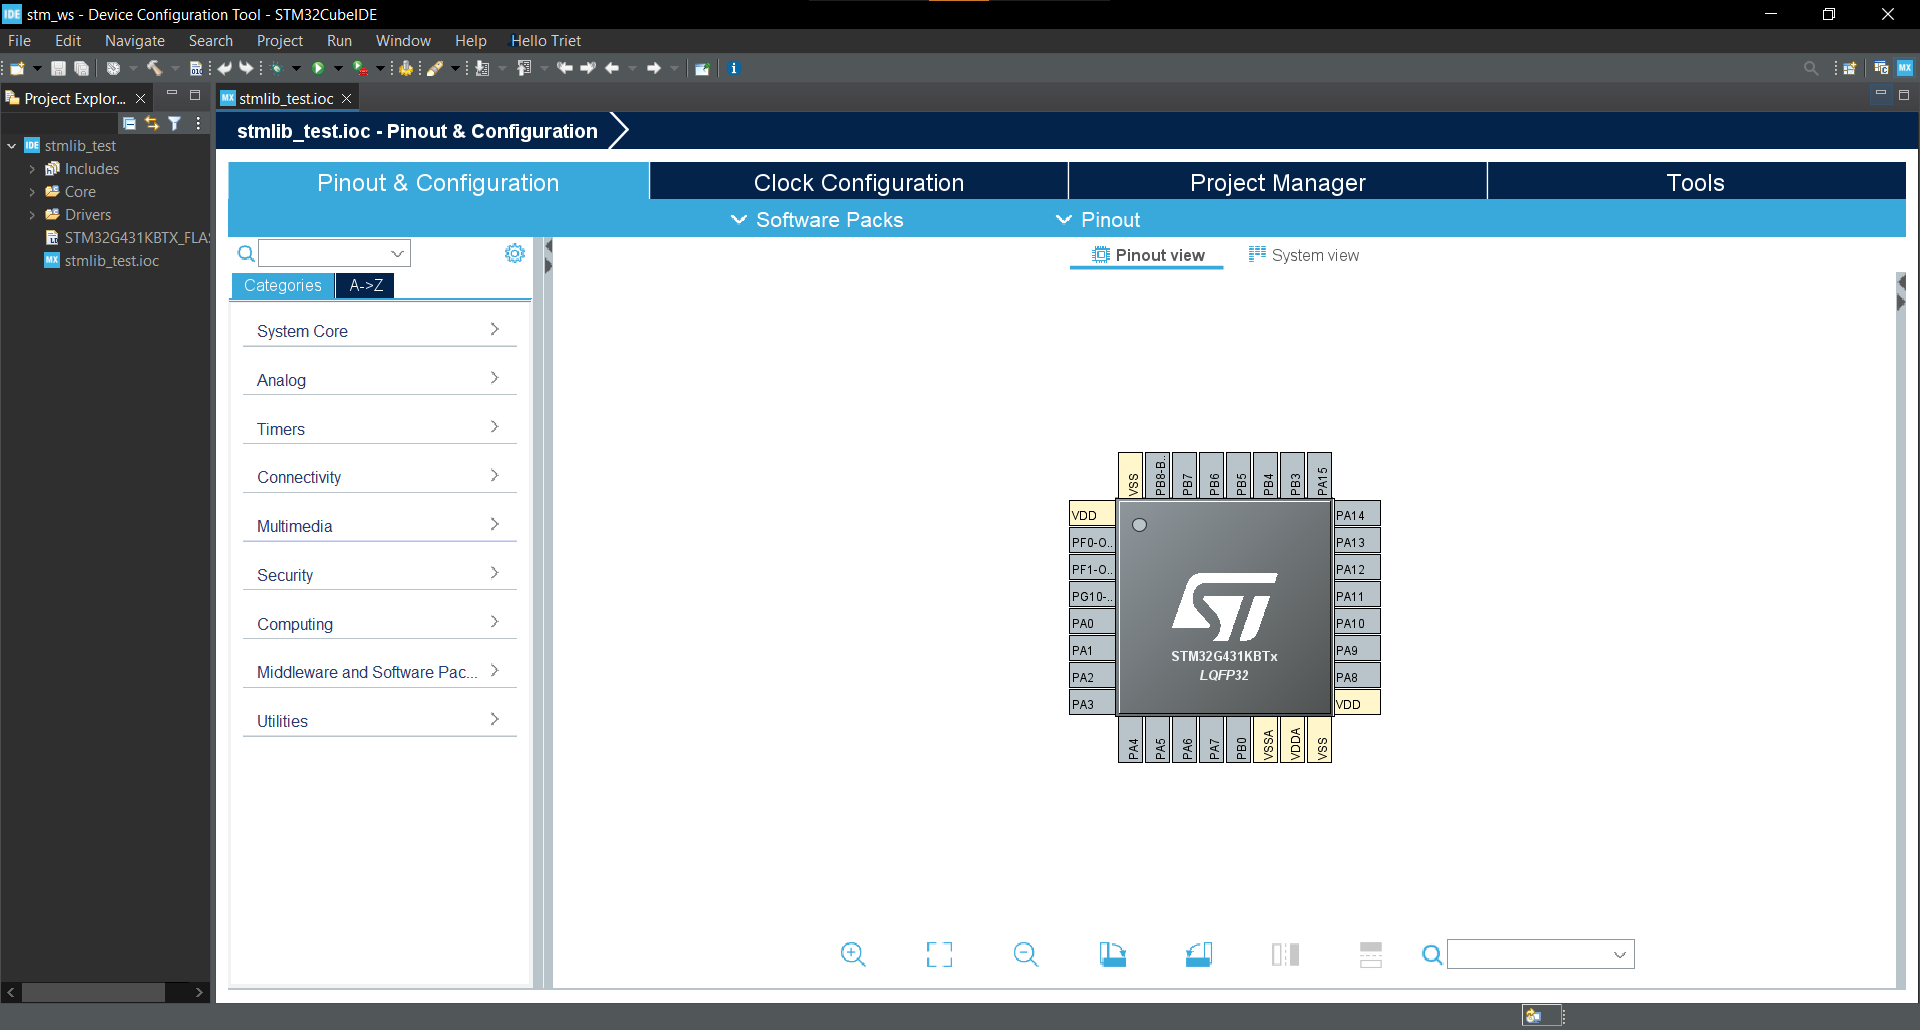 IDE stm_ws - Device Configuration Tool - STM32CubeIDE
File Edit Navigate Search Project Run Window Help Hello Triet
Project Explor...
MX stmlib_test.ioc
IDE stmlib_test
Includes
Core
Drivers
STM32G431KBTX_FLA
MX stmlib_test.ioc
stmlib_test.ioc - Pinout & Configuration
Pinout & Configuration
Clock Configuration
Project Manager
Tools
Software Packs
Pinout
Pinout view
System view
Categories
A->Z
System Core
Analog
Timers
Connectivity
Multimedia
Security
Computing
Middleware and Software Pac...
Utilities
VSS
PB8-B..
PB7
PB6
PB5
PB4
PB3
PA15
VDD
PF0-O..
PF1-O..
PG10-..
PA0
PA1
PA2
PA3
ST
STM32G431KBTx
LQFP32
PA14
PA13
PA12
PA11
PA10
PA9
PA8
VDD
PA4
PA5
PA6
PA7
PB0
VSSA
VDDA
VSS